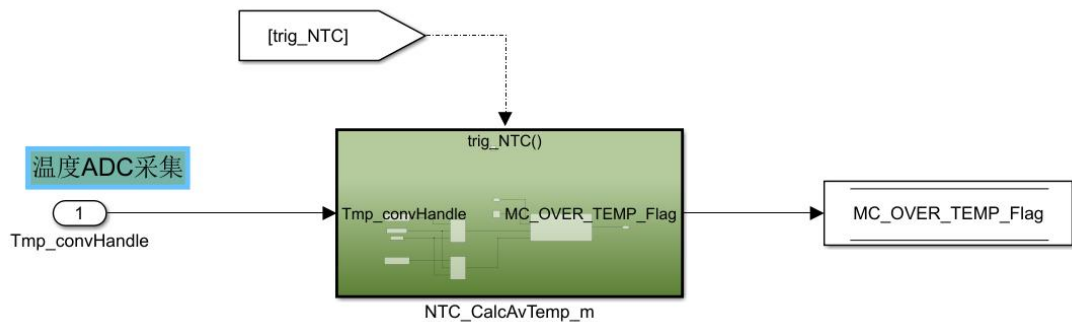 [trig_NTC]
trig_NTC()
温度ADC采集
1
Tmp_convHandle
Tmp_convHandle
MC_OVER_TEMP_Flag
MC_OVER_TEMP_Flag
NTC_CalcAvTemp_m